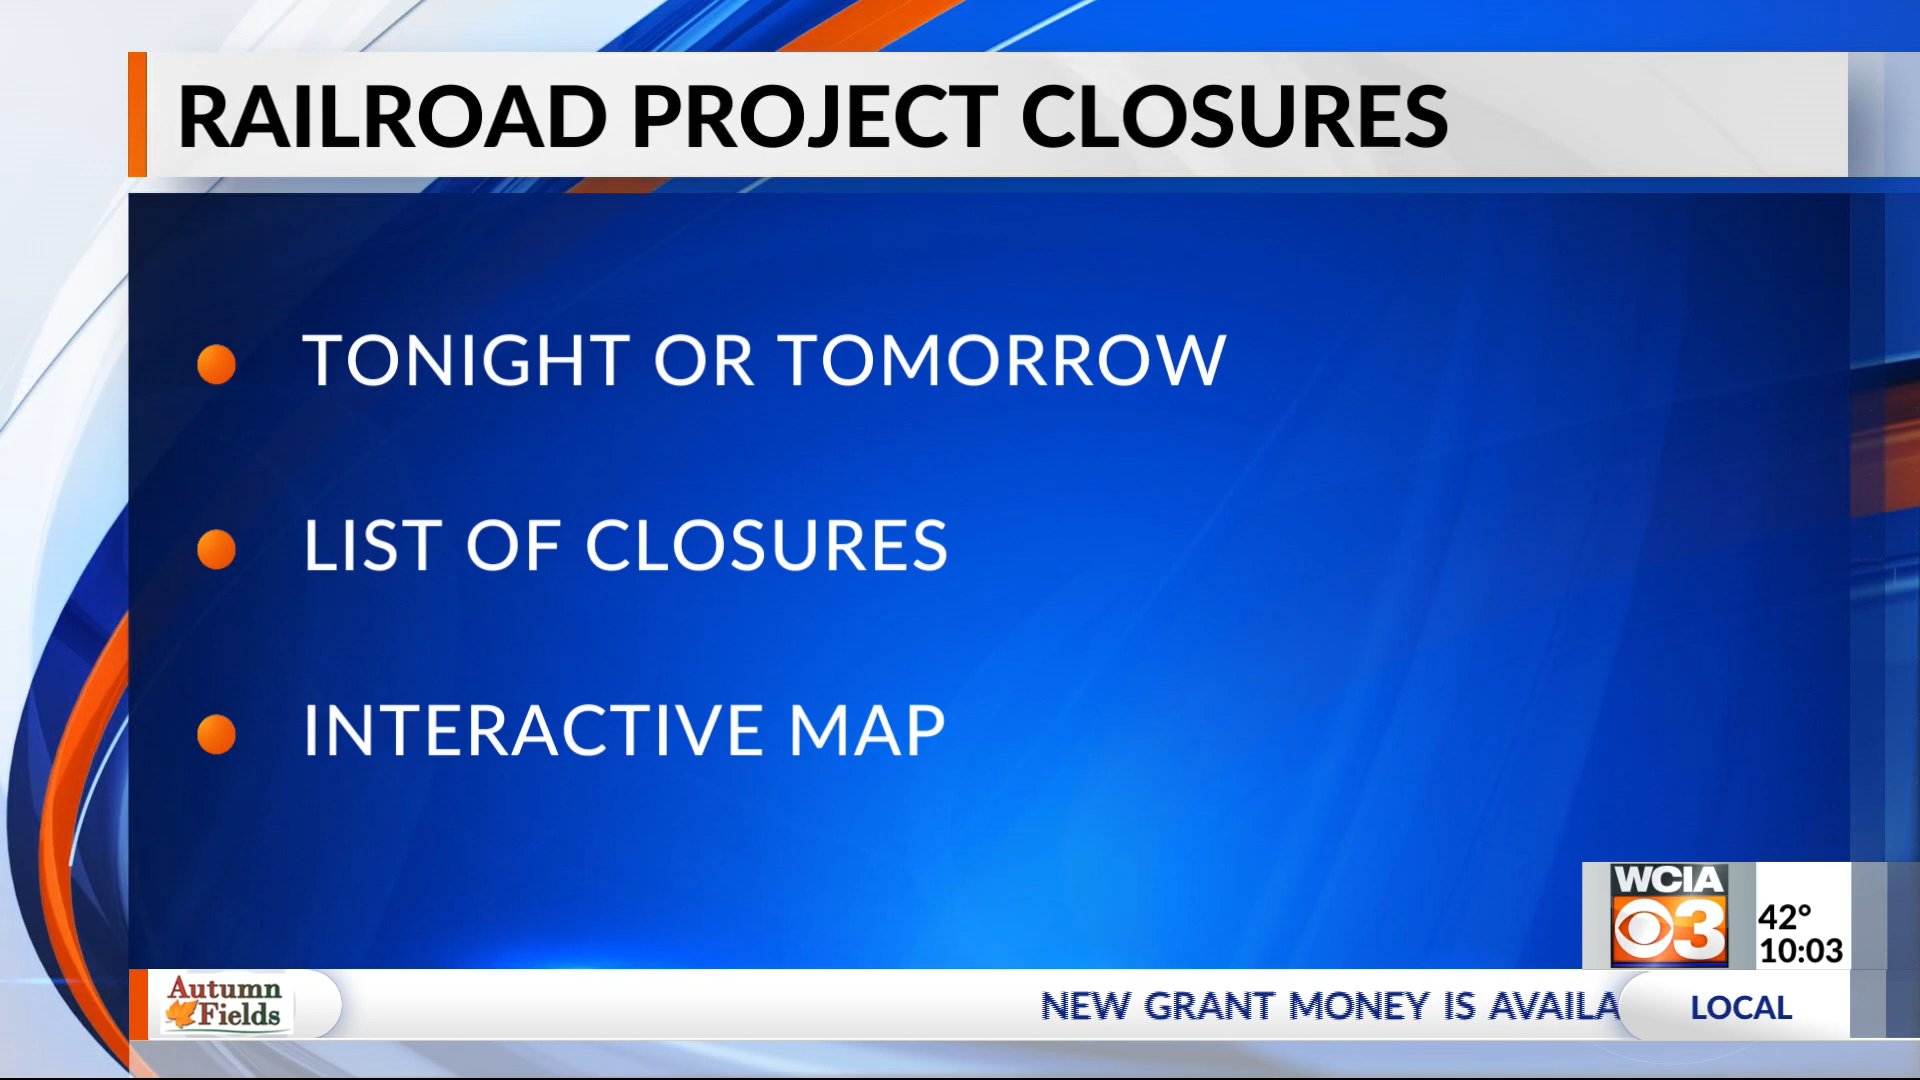 RAILROAD PROJECT CLOSURES
TONIGHT OR TOMORROW
LIST OF CLOSURES
INTERACTIVE MAP
WCIA
3
42°
10:03
Autumn
Fields
NEW GRANT MONEY IS AVAILA
LOCAL